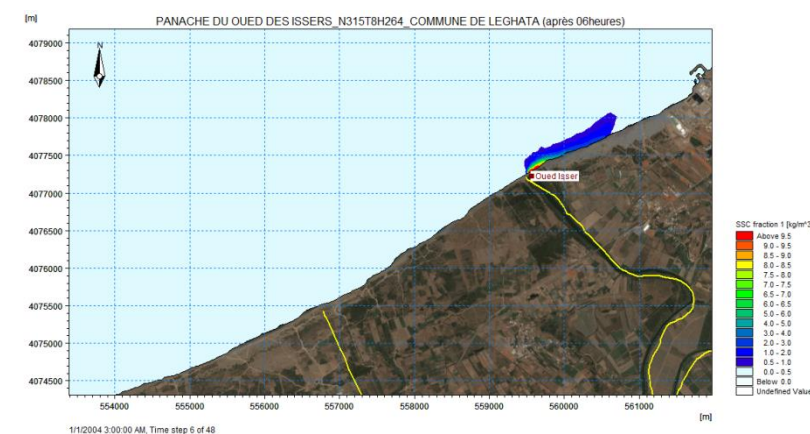 [m]
PANACHE DU OUED DES ISSERS_N315T8H264_COMMUNE DE LEGHATA (après 06heures)
4079000
N
4078500
4078000
4077500
Oued Isser
4077000
4076500
4076000
4075500
4075000
4074500
554000 555000 556000 557000 558000 559000 560000 561000
[m]
1/1/2004 3:00:00 AM, Time step 6 of 48
SSC fraction 1 [kg/m^3
Above 9.5
9.0 - 9.5
8.5 - 9.0
8.0 - 8.5
7.5 - 8.0
7.0 - 7.5
6.5 - 7.0
6.0 - 6.5
5.0 - 6.0
4.0 - 5.0
3.0 - 4.0
2.0 - 3.0
1.0 - 2.0
0.5 - 1.0
0.0 - 0.5
Below 0.0
Undefined Value